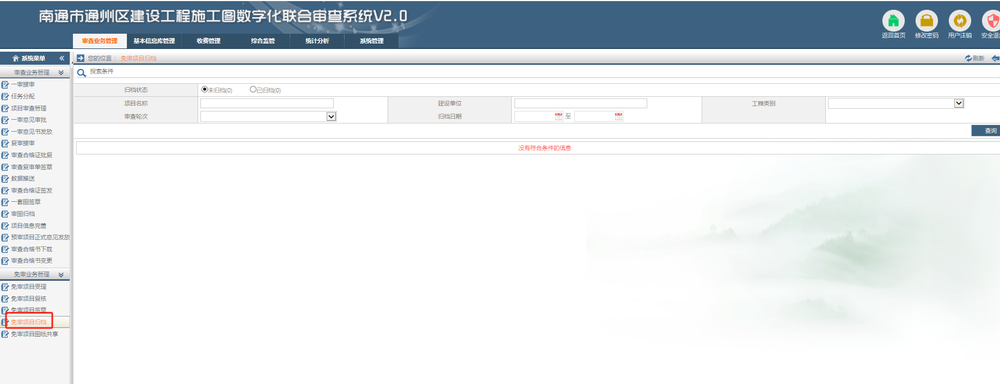 南通市通州区建设工程施工图数字化联合审查系统V2.0
返回首页 修改密码 用户注销 安全退
审查业务管理 基本信息库管理 收费管理 综合监管 统计分析 系统管理
系统菜单
您的位置： 免审项目归档
刷新
审查业务管理
搜索条件
一审接审
任务分配
项目审查管理
一审意见审批
一审意见书发放
复审接审
审查合格证批复
审查复审单签章
数据推送
审查合格证签发
一套图签章
审图归档
项目信息完善
预审项目正式意见发放
审查合格书下载
审查合格书变更
免审业务管理
免审项目受理
免审项目复核
免审项目签章
免审项目归档
免审项目图纸共享
归档状态 未归档(0) 已归档(0)
项目名称 建设单位 工程类别
审查轮次 归档日期 至
查询
没有符合条件的信息